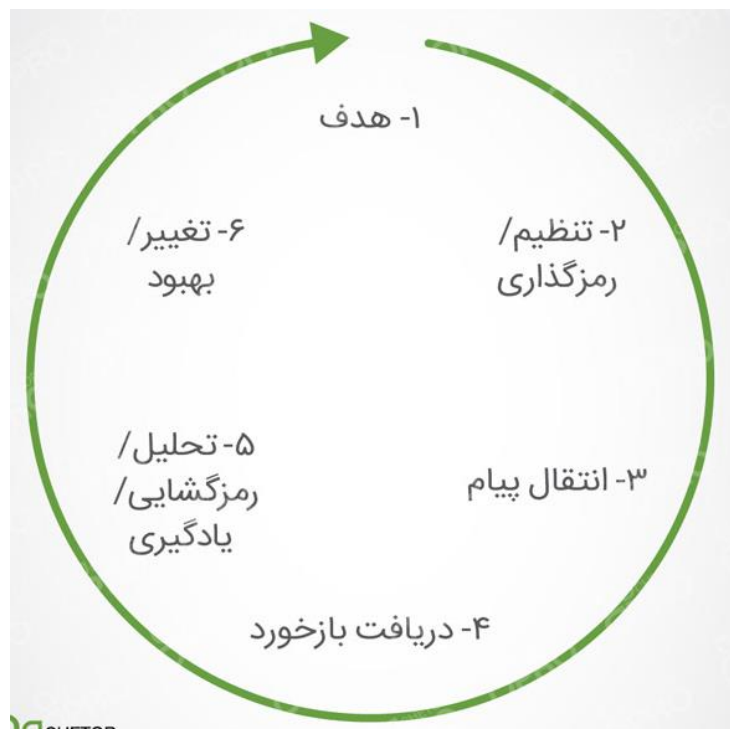 ۱- هدف
۲- تنظیم/
رمزگذاری
۳- انتقال پیام
۴- دریافت بازخورد
۵- تحلیل/
رمزگشایی/
یادگیری
۶- تغییر/
بهبود